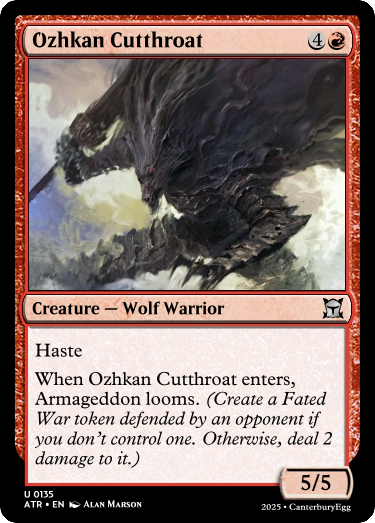 Ozhkan Cutthroat 4
Creature — Wolf Warrior
Haste
When Ozhkan Cutthroat enters,
Armageddon looms. (Create a Fated
War token defended by an opponent if
you don't control one. Otherwise, deal 2
damage to it.)
5/5
U 0135
ATR • EN Alan Marson
2025 • CanterburyEgg